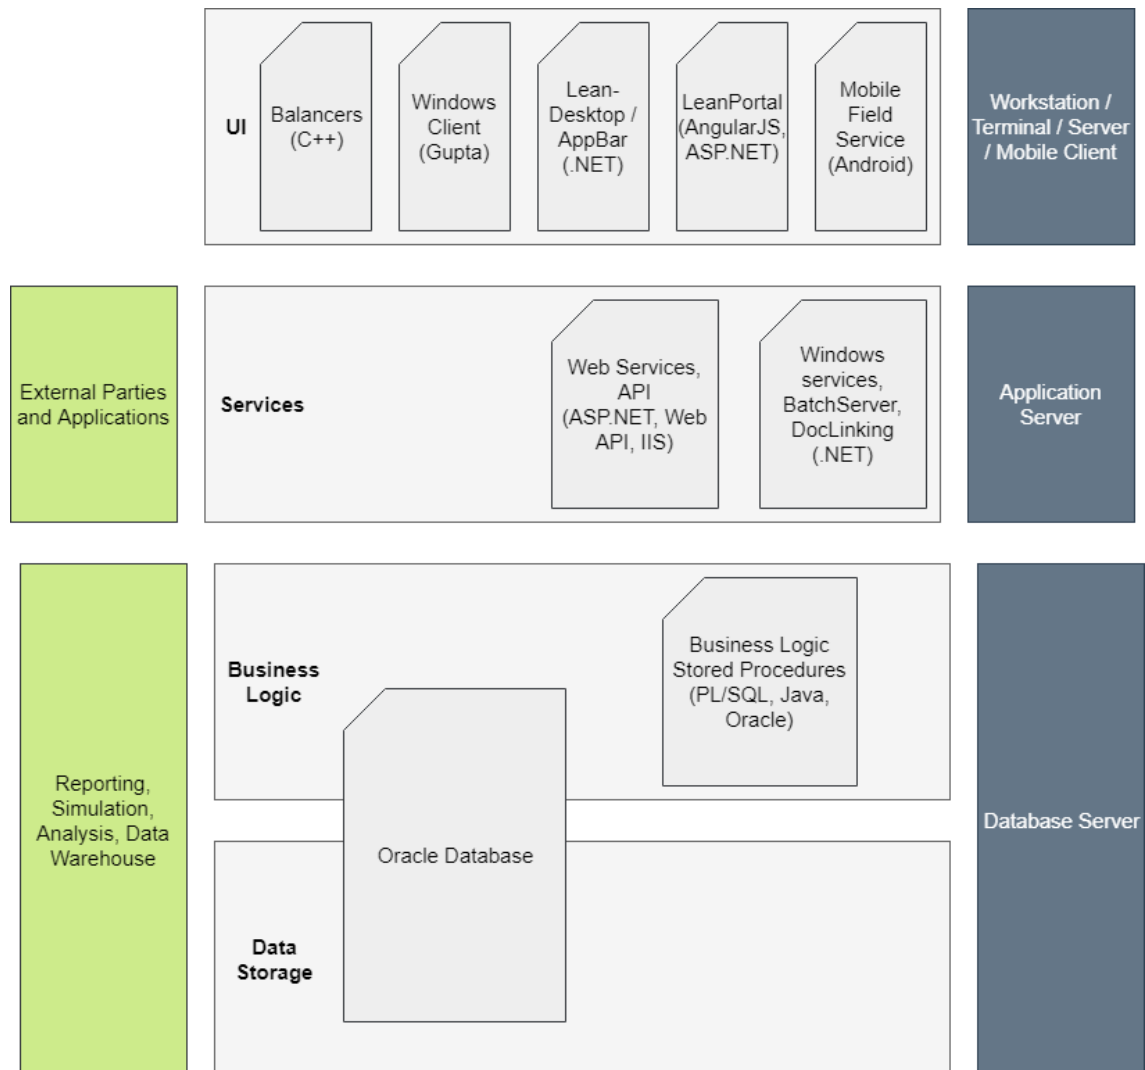 UI
Balancers
(C++)
Windows
Client
(Gupta)
Lean-
Desktop /
AppBar
(.NET)
LeanPortal
(AngularJS,
ASP.NET)
Mobile
Field
Service
(Android)
Workstation /
Terminal / Server
/ Mobile Client
External Parties
and Applications
Services
Web Services,
API
(ASP.NET, Web
API, IIS)
Windows
services,
BatchServer,
DocLinking
(.NET)
Application
Server
Reporting,
Simulation,
Analysis, Data
Warehouse
Business
Logic
Business Logic
Stored Procedures
(PL/SQL, Java,
Oracle)
Oracle Database
Data
Storage
Database Server